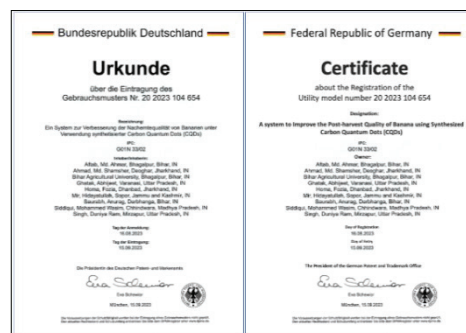 Bundesrepublik Deutschland
Urkunde
über die Eintragung des
Gebrauchsmusters Nr. 20 2023 104 654
Bezeichnung:
Ein System zur Verbesserung der Nacherntequalität von Bananen unter
Verwendung synthetisierter Carbon Quantum Dots (CQDs)
IPC:
G01N 33/02
Inhaber/Inhaberin:
Aftab, Md. Ahmar, Bhagalpur, Bihar, IN
Ahmad, Md. Shamsher, Deoghar, Jharkhand, IN
Bihar Agricultural University, Bhagalpur, Bihar, IN
Ghatak, Abhijeet, Varanasi, Uttar Pradesh, IN
Homa, Foza, Dhanbad, Jharkhand, IN
Mir, Hidayatullah, Sopor, Jammu and Kashmir, IN
Saurabh, Anurag, Darbhanga, Bihar, IN
Siddiqui, Mohammed Wasim, Chhindwara, Madhya Pradesh, IN
Singh, Duniya Ram, Mirzapur, Uttar Pradesh, IN
Tag der Anmeldung:
16.08.2023
Tag der Eintragung:
10.09.2023
Die Präsidentin des Deutschen Patent- und Markenamts
Eva Schewior
München, 10.09.2023
Federal Republic of Germany
Certificate
about the Registration of the
Utility model number 20 2023 104 654
Designation:
A system to Improve the Post-harvest Quality of Banana using Synthesized
Carbon Quantum Dots (CQDs)
IPC:
G01N 33/02
Owner:
Aftab, Md. Ahmar, Bhagalpur, Bihar, IN
Ahmad, Md. Shamsher, Deoghar, Jharkhand, IN
Bihar Agricultural University, Bhagalpur, Bihar, IN
Ghatak, Abhijeet, Varanasi, Uttar Pradesh, IN
Homa, Foza, Dhanbad, Jharkhand, IN
Mir, Hidayatullah, Sopor, Jammu and Kashmir, IN
Saurabh, Anurag, Darbhanga, Bihar, IN
Siddiqui, Mohammed Wasim, Chhindwara, Madhya Pradesh, IN
Singh, Duniya Ram, Mirzapur, Uttar Pradesh, IN
Day of Registration:
16.08.2023
Day of Entry:
10.09.2023
The President of the German Patent and Trademark Office
Eva Schewior
München, 10.09.2023